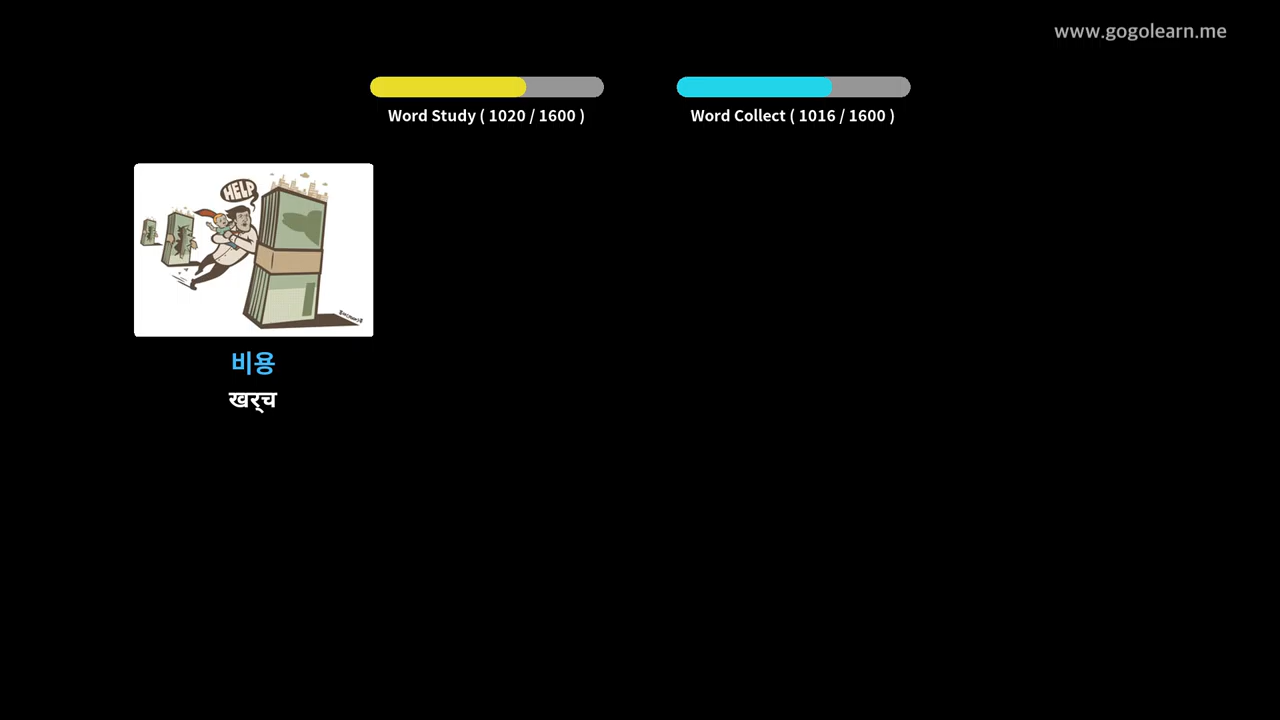 www.gogolearn.me
Word Study ( 1020 / 1600 )
Word Collect ( 1016 / 1600 )
HELP
비용
खर्च